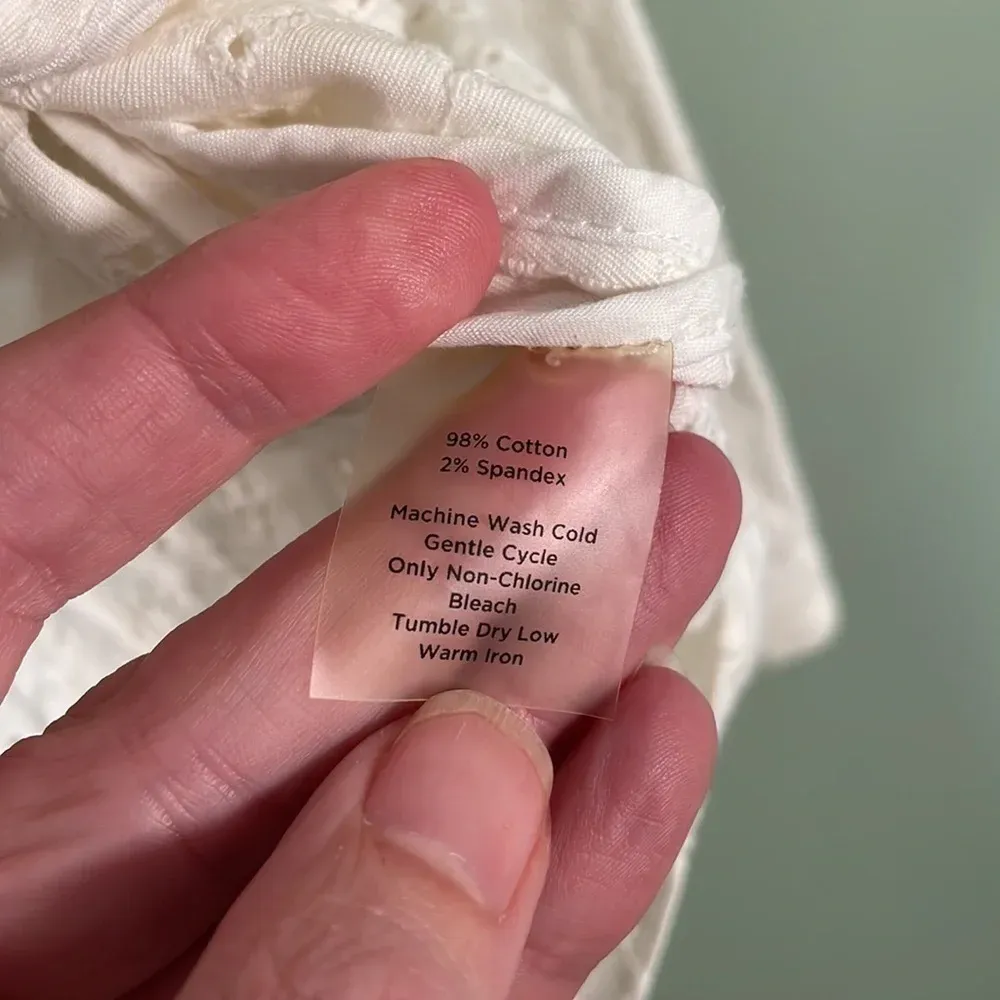 98% Cotton
2% Spandex
Machine Wash Cold
Gentle Cycle
Only Non-Chlorine
Bleach
Tumble Dry Low
Warm Iron